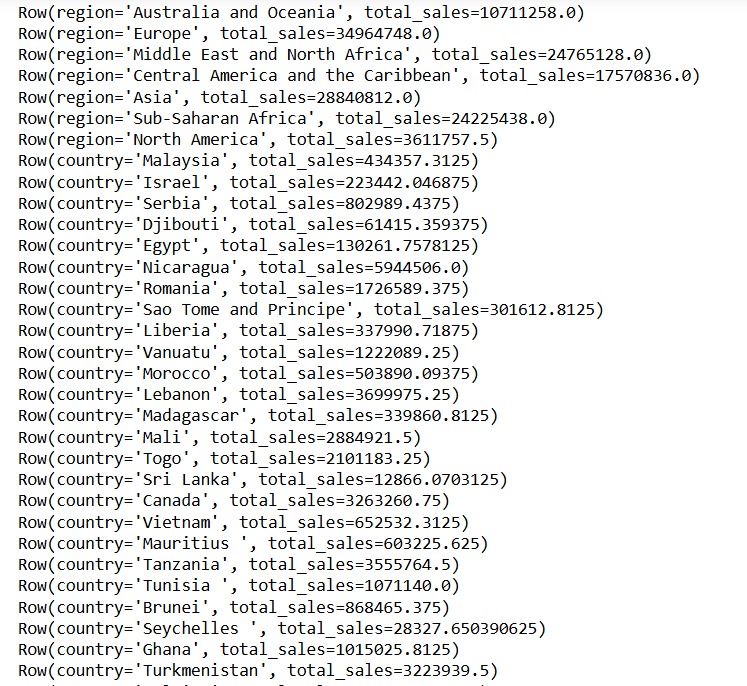 Row(region='Australia and Oceania', total_sales=10711258.0)
Row(region='Europe', total_sales=34964748.0)
Row(region='Middle East and North Africa', total_sales=24765128.0)
Row(region='Central America and the Caribbean', total_sales=17570836.0)
Row(region='Asia', total_sales=28840812.0)
Row(region='Sub-Saharan Africa', total_sales=24225438.0)
Row(region='North America', total_sales=3611757.5)
Row(country='Malaysia', total_sales=434357.3125)
Row(country='Israel', total_sales=223442.046875)
Row(country='Serbia', total_sales=802989.4375)
Row(country='Djibouti', total_sales=61415.359375)
Row(country='Egypt', total_sales=130261.7578125)
Row(country='Nicaragua', total_sales=5944506.0)
Row(country='Romania', total_sales=1726589.375)
Row(country='Sao Tome and Principe', total_sales=301612.8125)
Row(country='Liberia', total_sales=337990.71875)
Row(country='Vanuatu', total_sales=1222089.25)
Row(country='Morocco', total_sales=503890.09375)
Row(country='Lebanon', total_sales=3699975.25)
Row(country='Madagascar', total_sales=339860.8125)
Row(country='Mali', total_sales=2884921.5)
Row(country='Togo', total_sales=2101183.25)
Row(country='Sri Lanka', total_sales=12866.0703125)
Row(country='Canada', total_sales=3263260.75)
Row(country='Vietnam', total_sales=652532.3125)
Row(country='Mauritius ', total_sales=603225.625)
Row(country='Tanzania', total_sales=3555764.5)
Row(country='Tunisia ', total_sales=1071140.0)
Row(country='Brunei', total_sales=868465.375)
Row(country='Seychelles ', total_sales=28327.650390625)
Row(country='Ghana', total_sales=1015025.8125)
Row(country='Turkmenistan', total_sales=3223939.5)